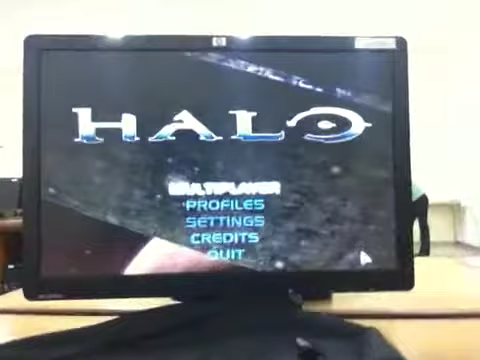 HALO
MULTIPLAYER
PROFILES
SETTINGS
CREDITS
QUIT